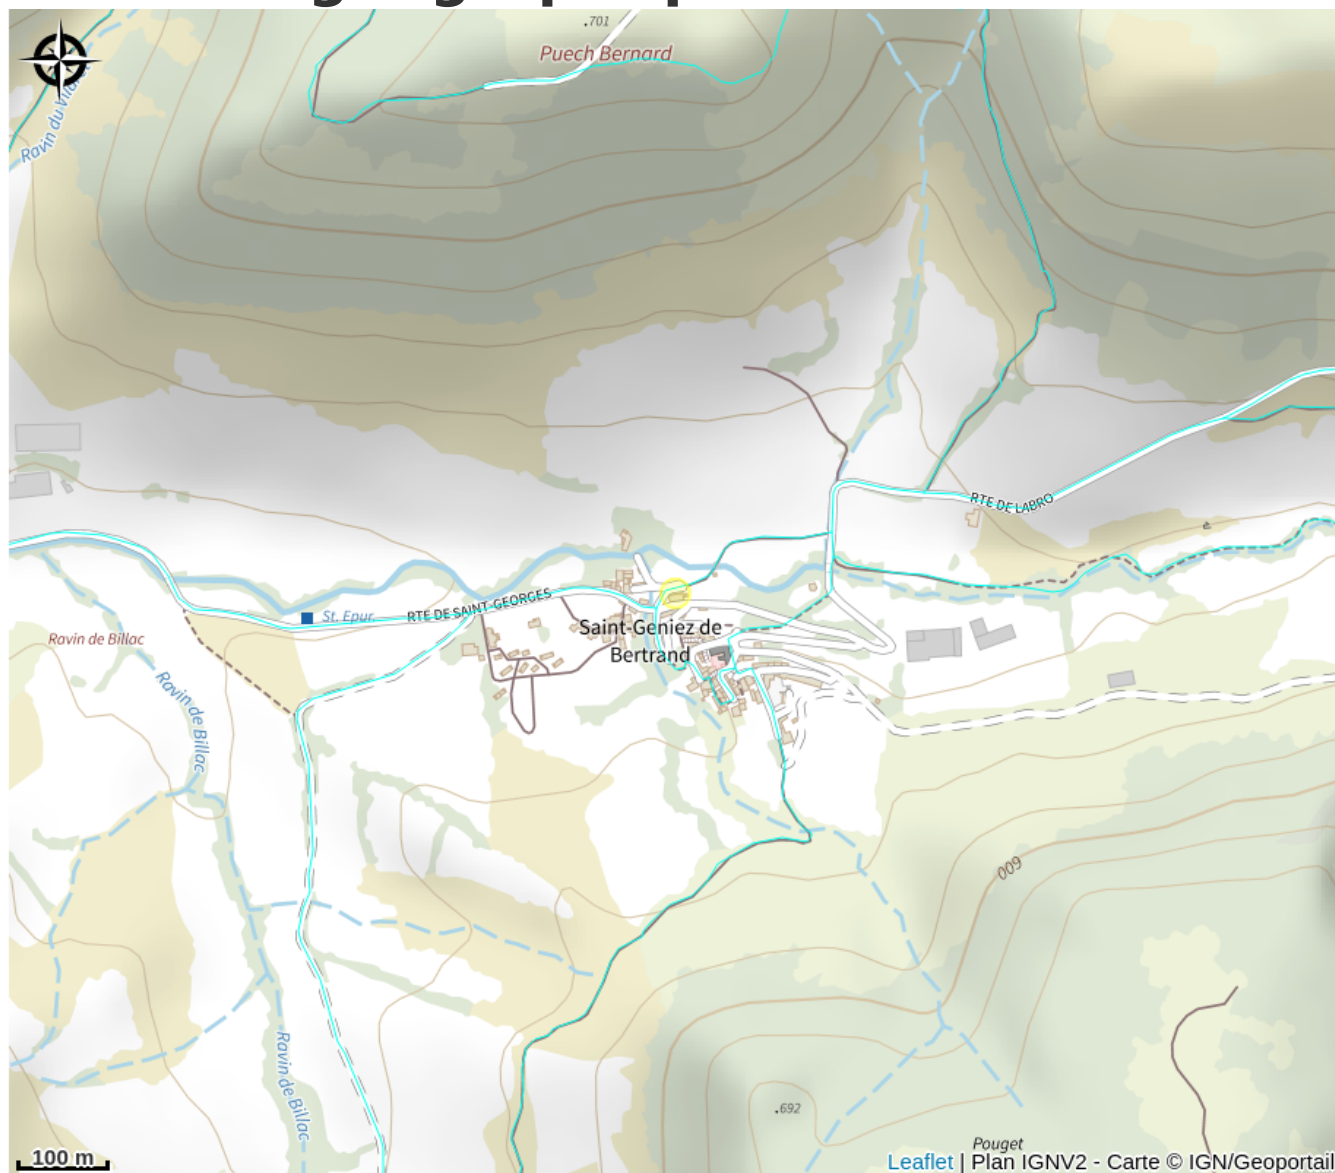 .701
Puech Bernard
Ravin du
RTE DE LABRO
RTE DE SAINT-GEORGES
St. Epur.
Saint-Geniez de
Bertrand
Ravin de Billac
Ravin de Billac
600
Ravin de Billac
.692
Pouget
100 m
Leaflet | Plan IGNV2 - Carte © IGN/Geoportail